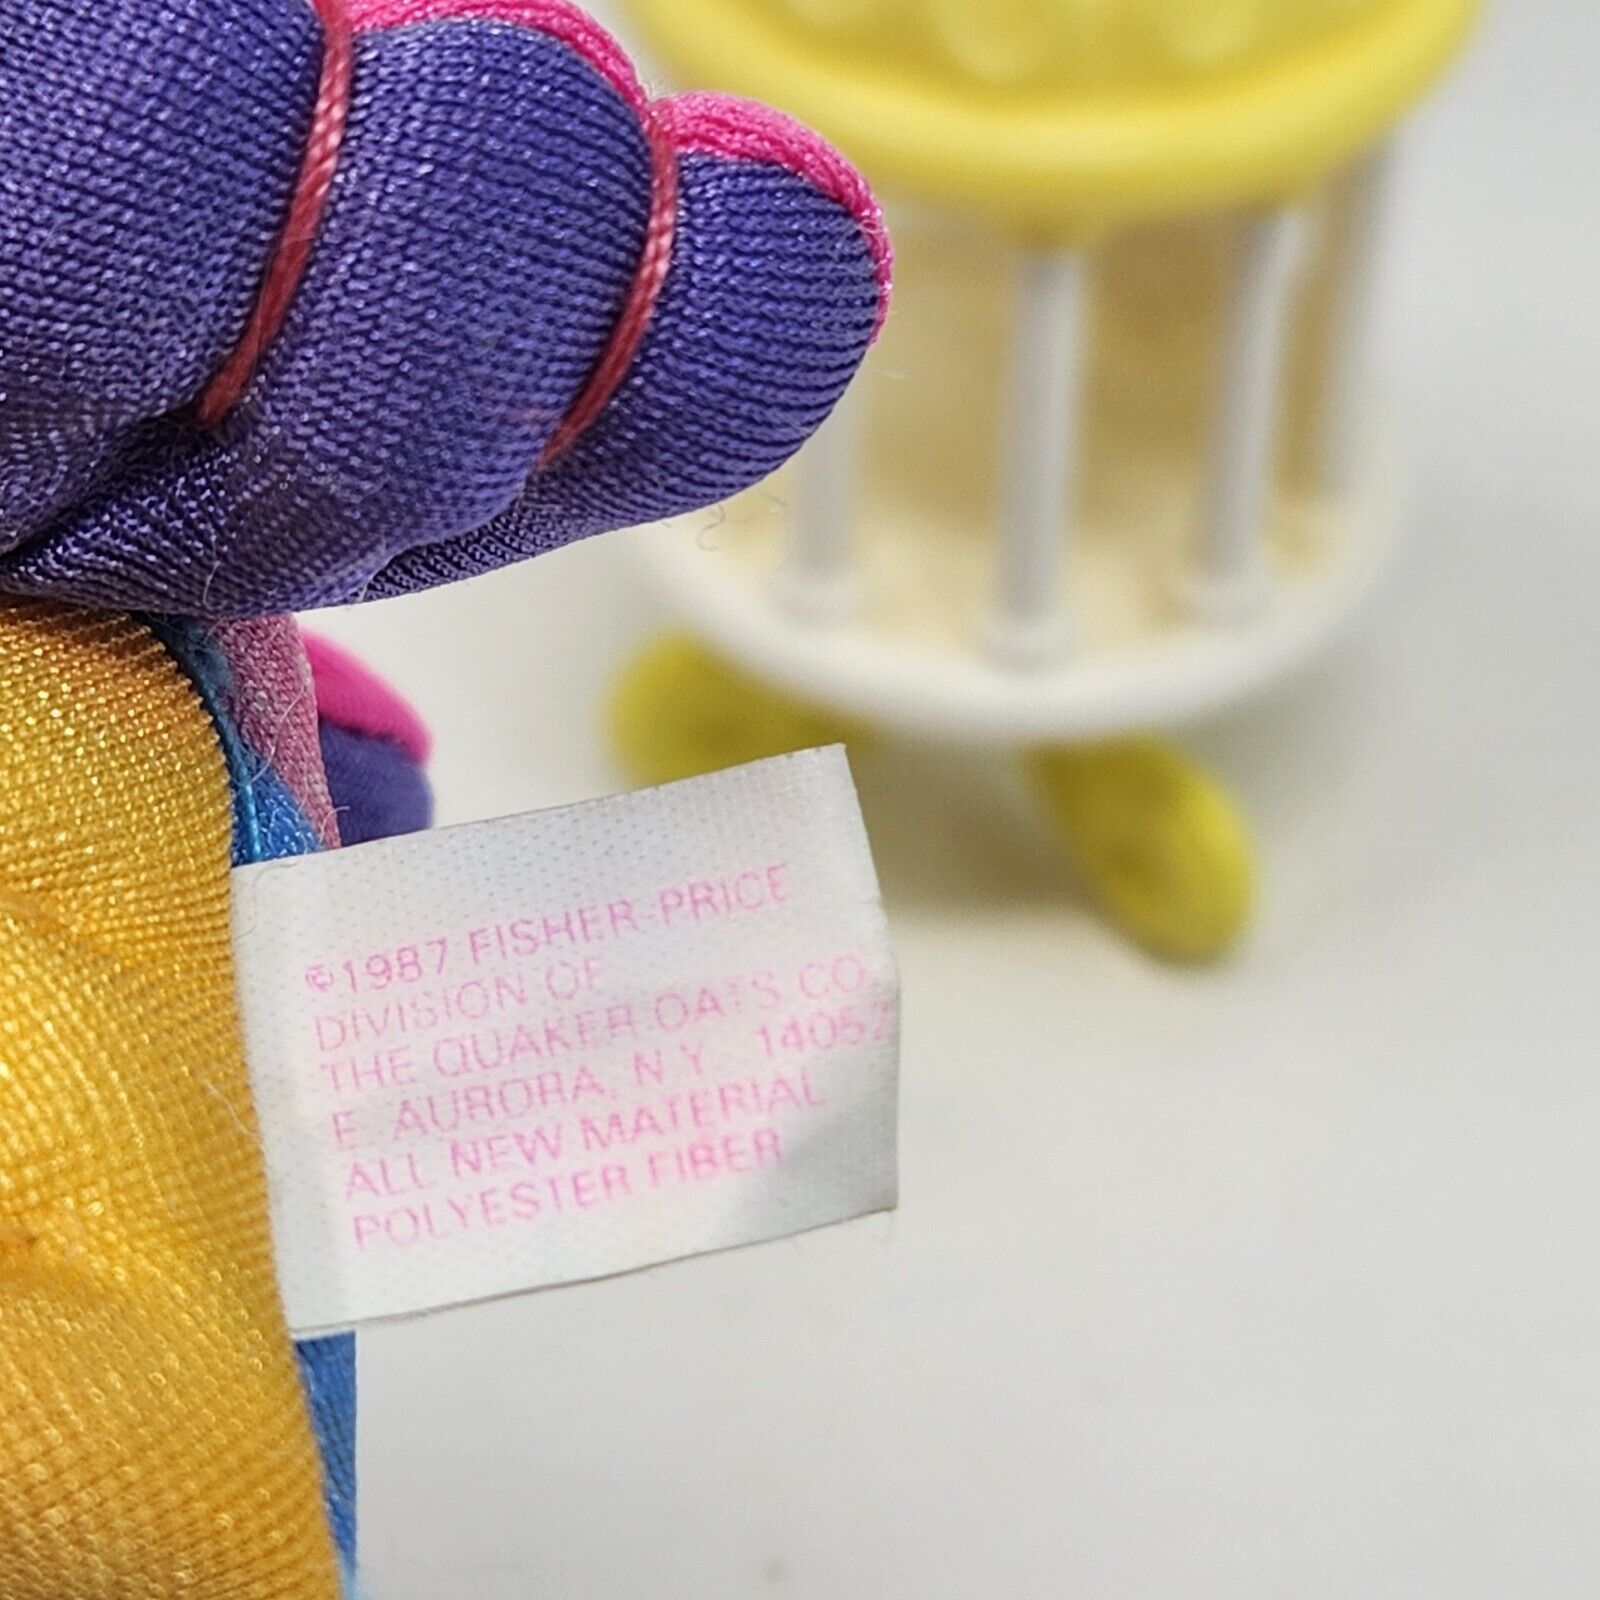 ©1987 FISHER-PRICE
DIVISION OF
THE QUAKER OATS CO.
E. AURORA, N.Y. 14052
ALL NEW MATERIAL
POLYESTER FIBER